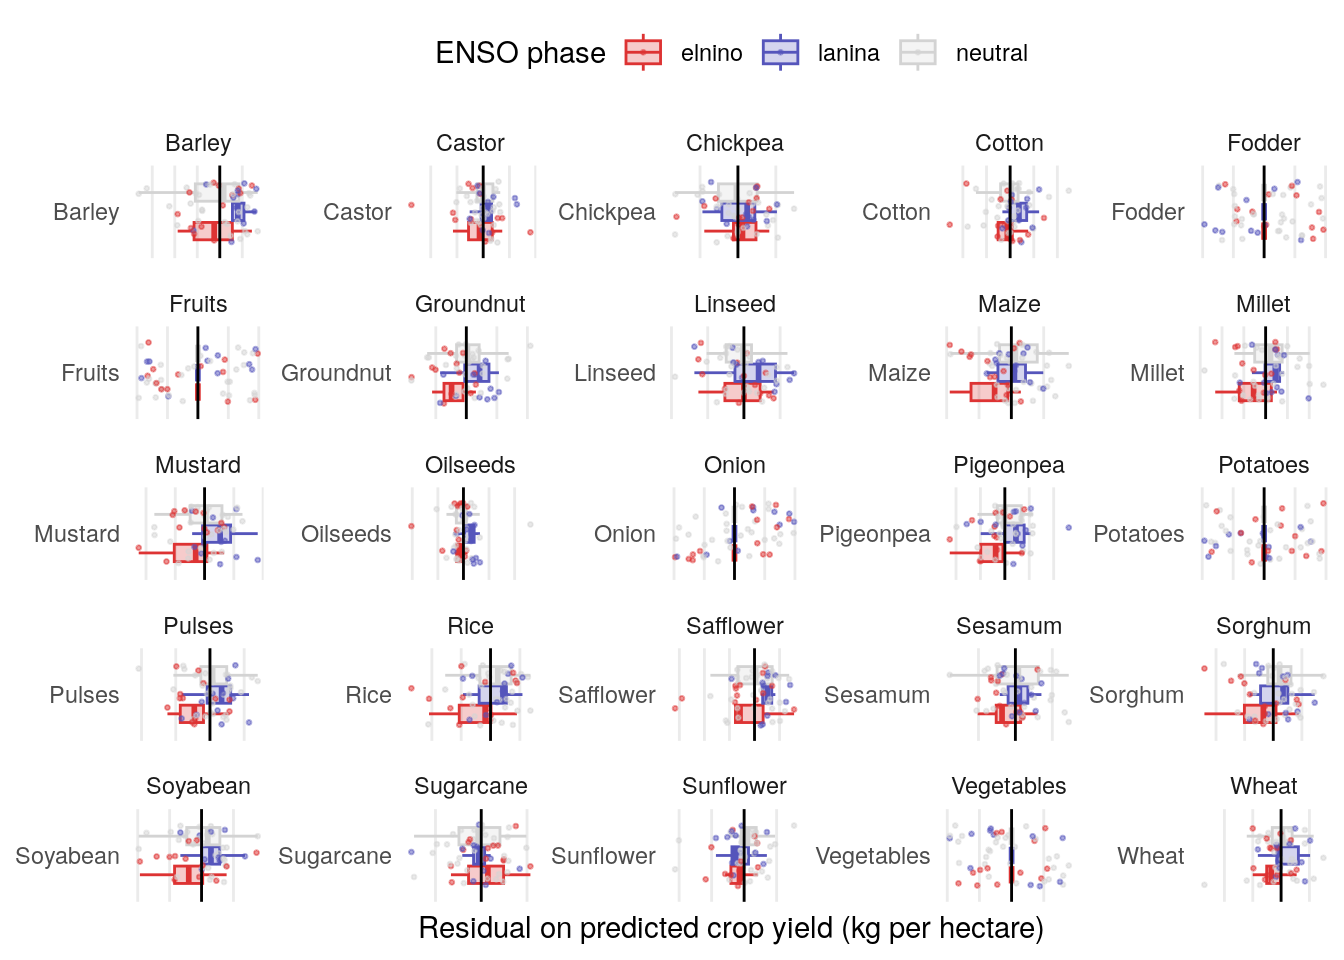 ENSO phase elnino lanina neutral
Barley Castor Chickpea Cotton Fodder
Barley Castor Chickpea Cotton Fodder
Fruits Groundnut Linseed Maize Millet
Fruits Groundnut Linseed Maize Millet
Mustard Oilseeds Onion Pigeonpea Potatoes
Mustard Oilseeds Onion Pigeonpea Potatoes
Pulses Rice Safflower Sesamum Sorghum
Pulses Rice Safflower Sesamum Sorghum
Soyabean Sugarcane Sunflower Vegetables Wheat
Soyabean Sugarcane Sunflower Vegetables Wheat
Residual on predicted crop yield (kg per hectare)